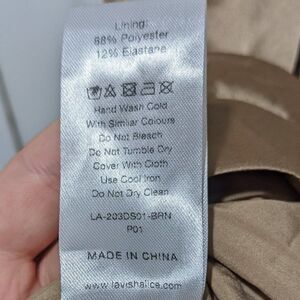 Lining:
88% Polyester
12% Elastane
Hand Wash Cold
With Similar Colours
Do Not Bleach
Do Not Tumble Dry
Cover With Cloth
Use Cool Iron
Do Not Dry Clean
LA-203DS01-BRN
P01
MADE IN CHINA
www.lavishalice.com